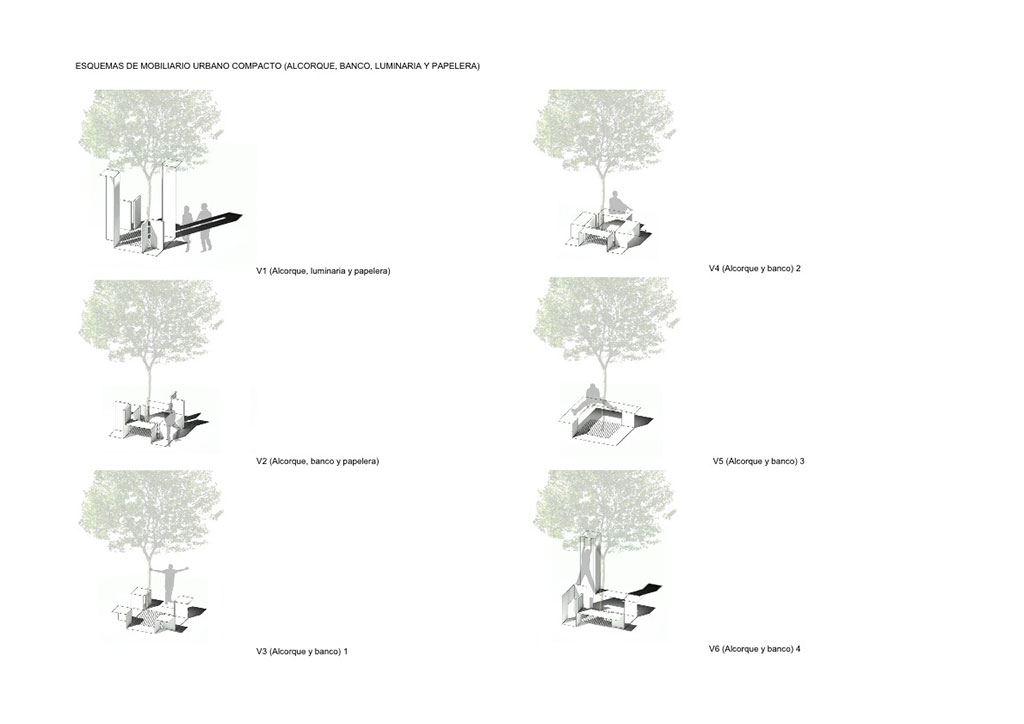 ESQUEMAS DE MOBILIARIO URBANO COMPACTO (ALCORQUE, BANCO, LUMINARIA Y PAPELERA)
V1 (Alcorque, luminaria y papelera)
V2 (Alcorque, banco y papelera)
V3 (Alcorque y banco) 1
V4 (Alcorque y banco) 2
V5 (Alcorque y banco) 3
V6 (Alcorque y banco) 4